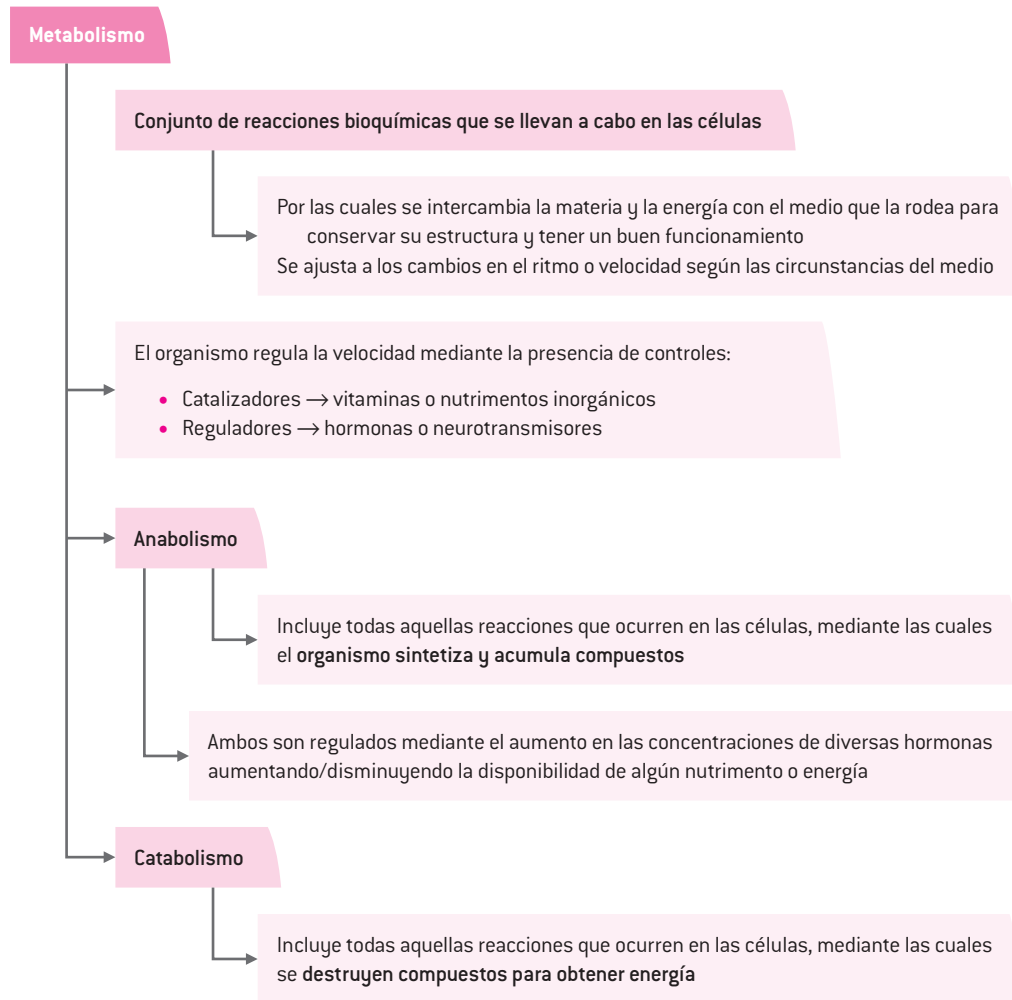 Metabolismo
Conjunto de reacciones bioquímicas que se llevan a cabo en las células
Por las cuales se intercambia la materia y la energía con el medio que la rodea para
conservar su estructura y tener un buen funcionamiento
Se ajusta a los cambios en el ritmo o velocidad según las circunstancias del medio
El organismo regula la velocidad mediante la presencia de controles:
• Catalizadores → vitaminas o nutrimentos inorgánicos
• Reguladores → hormonas o neurotransmisores
Anabolismo
Incluye todas aquellas reacciones que ocurren en las células, mediante las cuales
el organismo sintetiza y acumula compuestos
Ambos son regulados mediante el aumento en las concentraciones de diversas hormonas
aumentando/disminuyendo la disponibilidad de algún nutrimento o energía
Catabolismo
Incluye todas aquellas reacciones que ocurren en las células, mediante las cuales
se destruyen compuestos para obtener energía